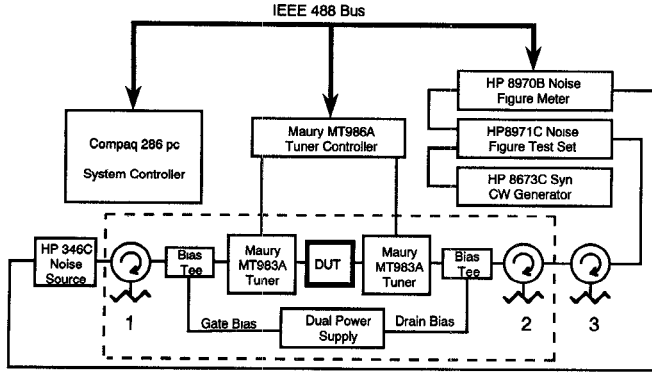 IEEE 488 Bus
HP 8970B Noise
Figure Meter
Compaq 286 pc
System Controller
Maury MT986A
Tuner Controller
HP8971C Noise
Figure Test Set
HP 8673C Syn
CW Generator
HP 346C
Noise
Source
Bias
Tee
Maury
MT983A
Tuner
DUT
Maury
MT983A
Tuner
Bias
Tee
1
Gate Bias
Dual Power
Supply
Drain Bias
2
3